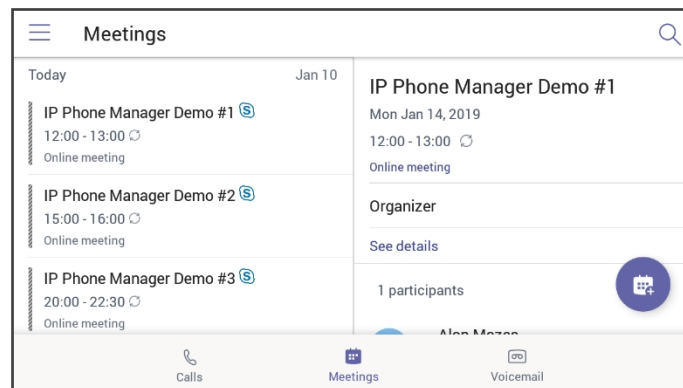 Meetings
Today Jan 10
IP Phone Manager Demo #1
12:00 - 13:00
Online meeting
IP Phone Manager Demo #2
15:00 - 16:00
Online meeting
IP Phone Manager Demo #3
20:00 - 22:30
Online meeting
IP Phone Manager Demo #1
Mon Jan 14, 2019
12:00 - 13:00
Online meeting
Organizer
See details
1 participants
Calls
Meetings
Voicemail